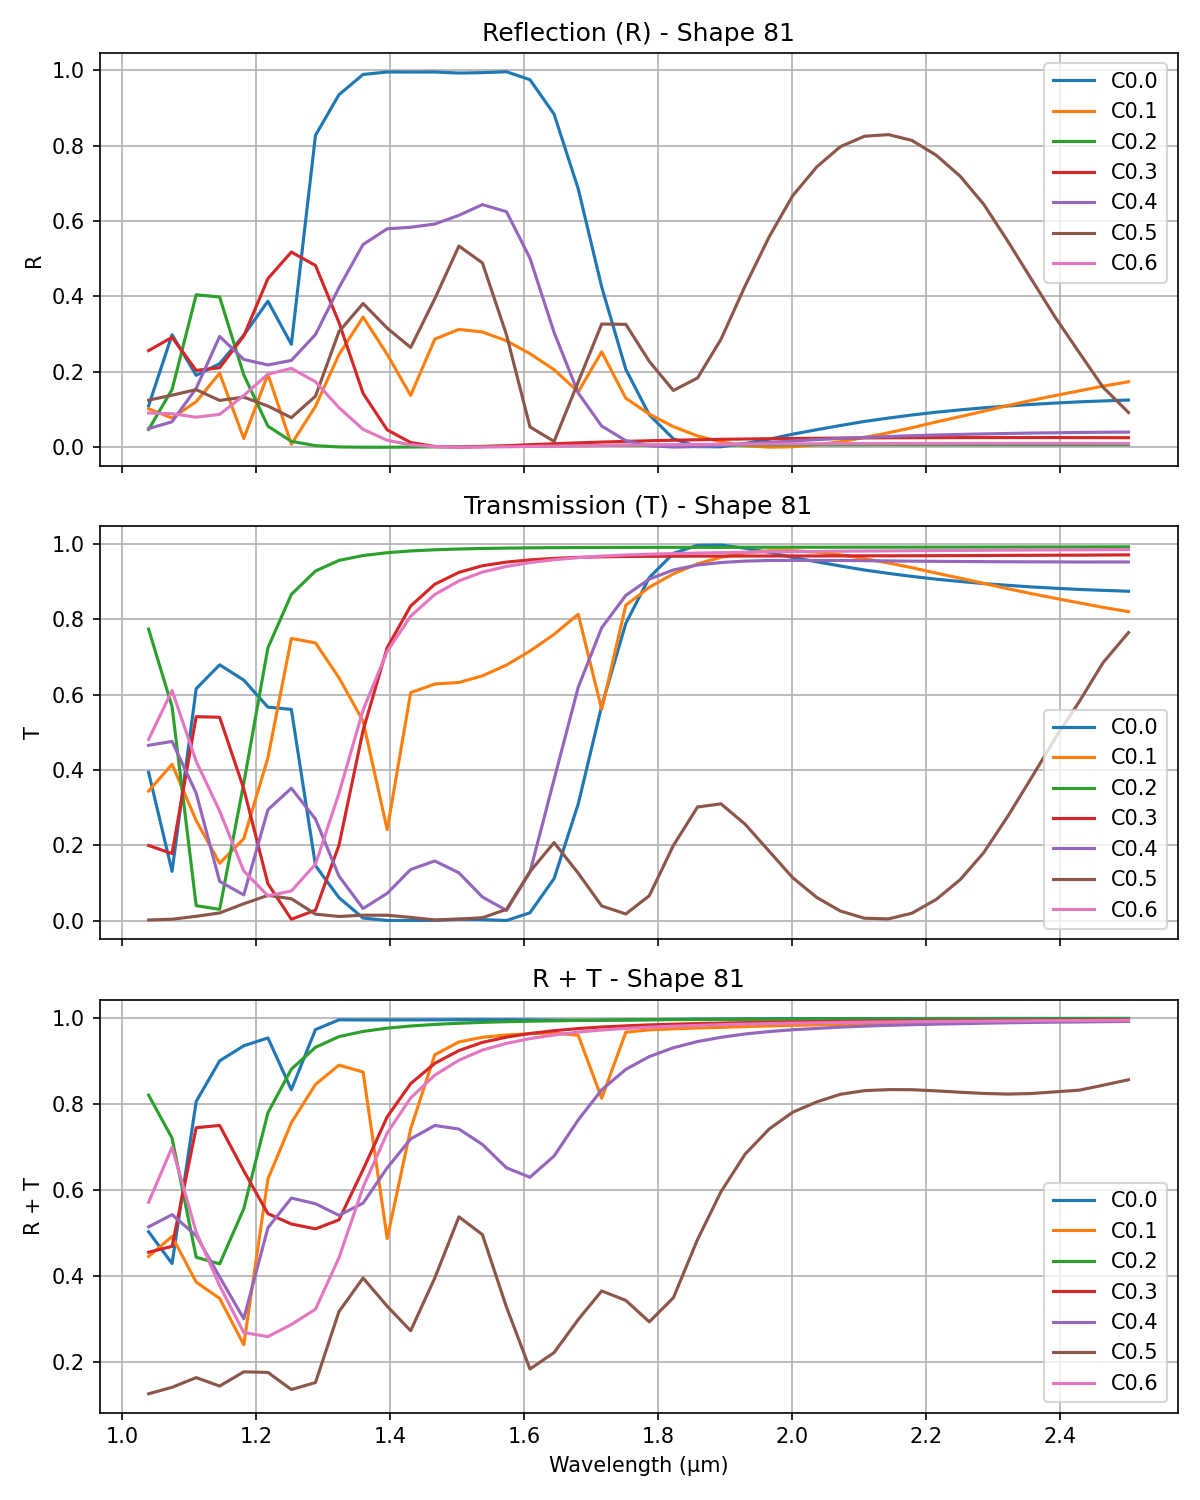 Reflection (R) - Shape 81
1.0
0.8
0.6
0.4
0.2
0.0
R
C0.0
C0.1
C0.2
C0.3
C0.4
C0.5
C0.6
Transmission (T) - Shape 81
1.0
0.8
0.6
0.4
0.2
0.0
T
C0.0
C0.1
C0.2
C0.3
C0.4
C0.5
C0.6
R + T - Shape 81
1.0
0.8
0.6
0.4
0.2
R + T
C0.0
C0.1
C0.2
C0.3
C0.4
C0.5
C0.6
1.0 1.2 1.4 1.6 1.8 2.0 2.2 2.4
Wavelength (μm)